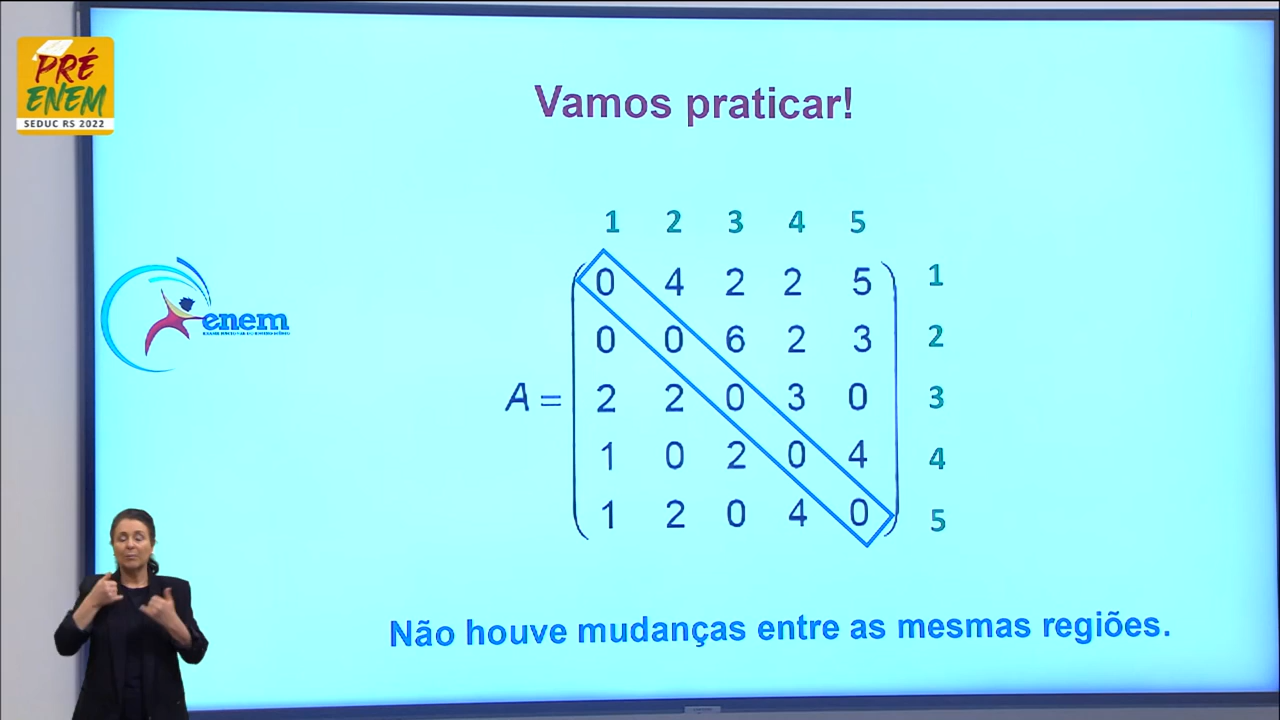 PRÉ
ENEM
SEDUC RS 2022
Vamos praticar!
enem
1 2 3 4 5
0 4 2 2 5 1
0 0 6 2 3 2
A = 2 2 0 3 0 3
1 0 2 0 4 4
1 2 0 4 0 5
Não houve mudanças entre as mesmas regiões.